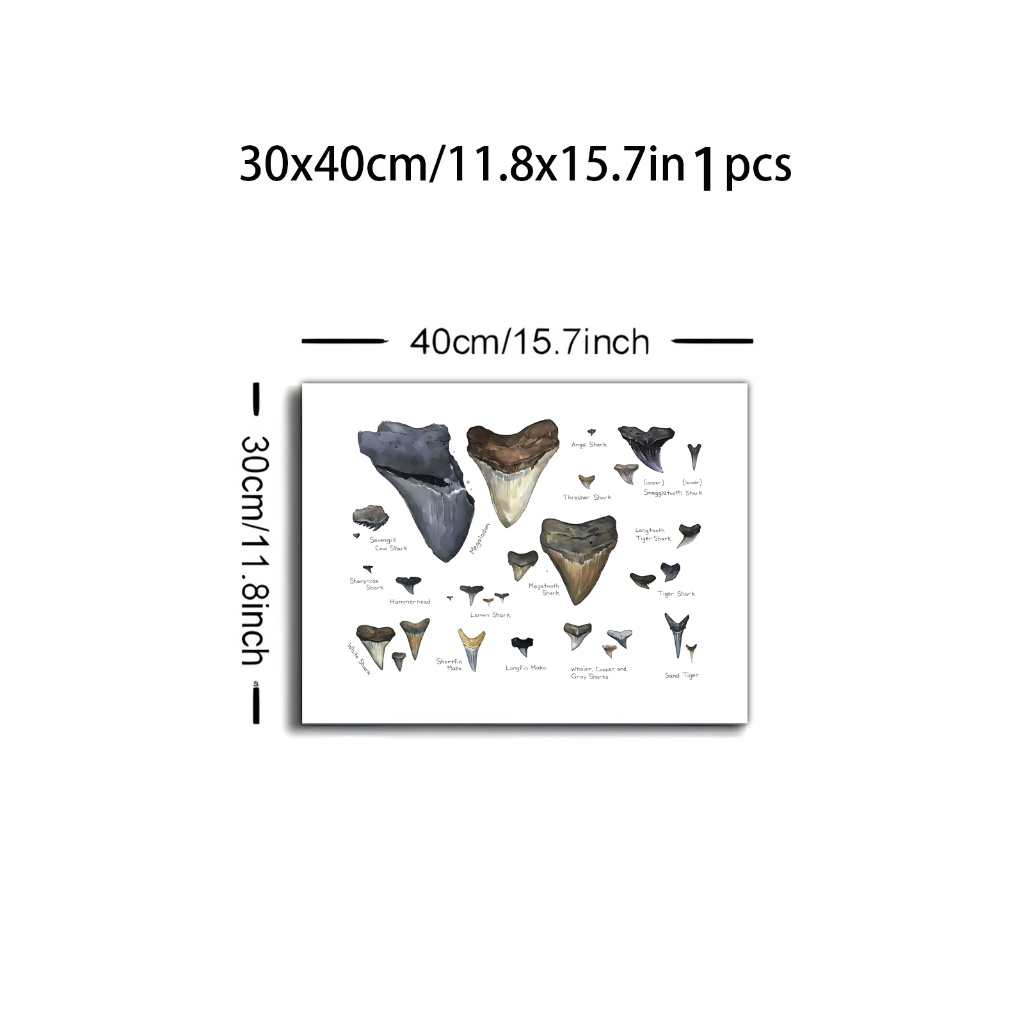 30x40cm/11.8x15.7in 1pcs
40cm/15.7inch
30cm/11.8inch
Angel Shark
Thresher Shark
(upper) (lower)
Snaggletooth Shark
Megalodon
Sevengill
Cow Shark
Longtooth
Tiger Shark
Sharpnose
Shark
Hammerhead
Lemon Shark
Megatooth
Shark
Tiger Shark
White Shark
Shortfin
Mako
Longfin Mako
Whaler, Copper, and
Gray Sharks
Sand Tiger